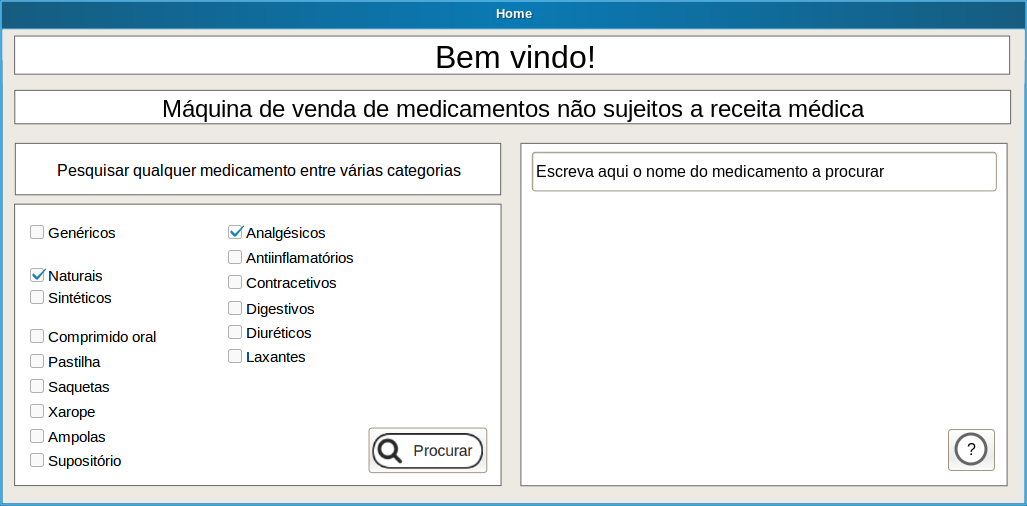 Home
Bem vindo!
Máquina de venda de medicamentos não sujeitos a receita médica
Pesquisar qualquer medicamento entre várias categorias
Genéricos
Naturais
Sintéticos
Comprimido oral
Pastilha
Saquetas
Xarope
Ampolas
Supositório
Analgésicos
Antiinflamatórios
Contracetivos
Digestivos
Diuréticos
Laxantes
Procurar
Escreva aqui o nome do medicamento a procurar
?